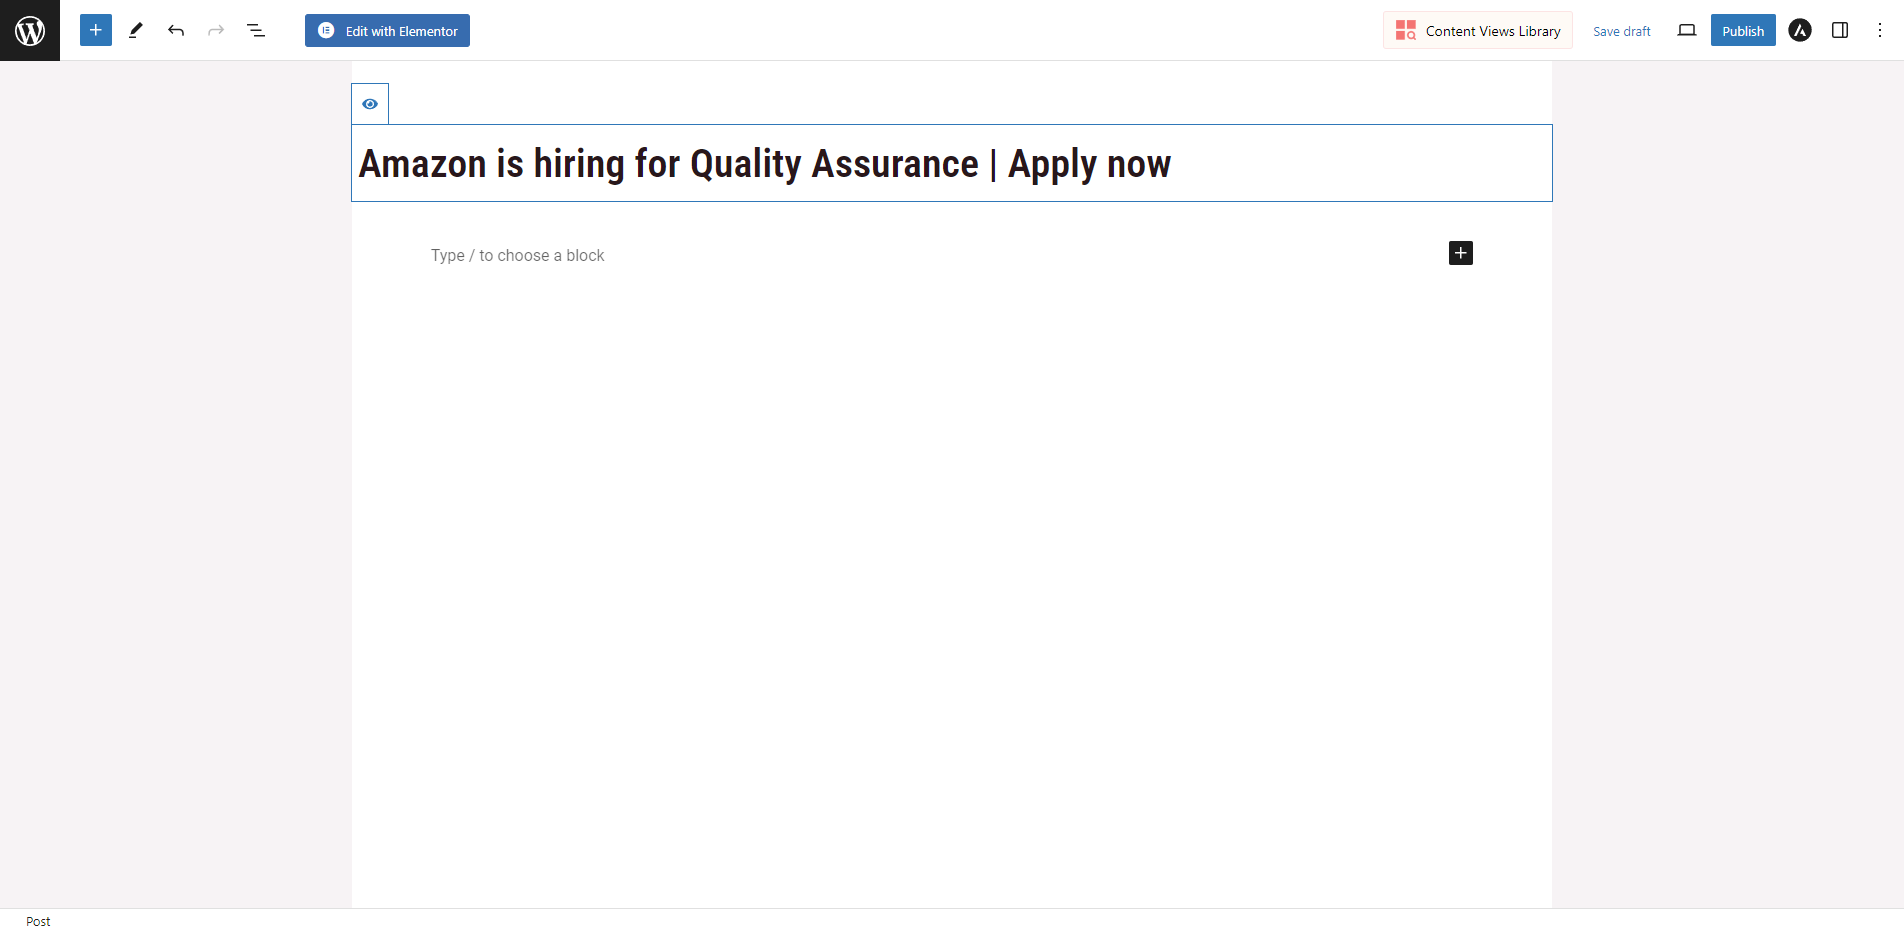 Edit with Elementor
Content Views Library
Save draft
Publish
Amazon is hiring for Quality Assurance | Apply now
Type / to choose a block
Post